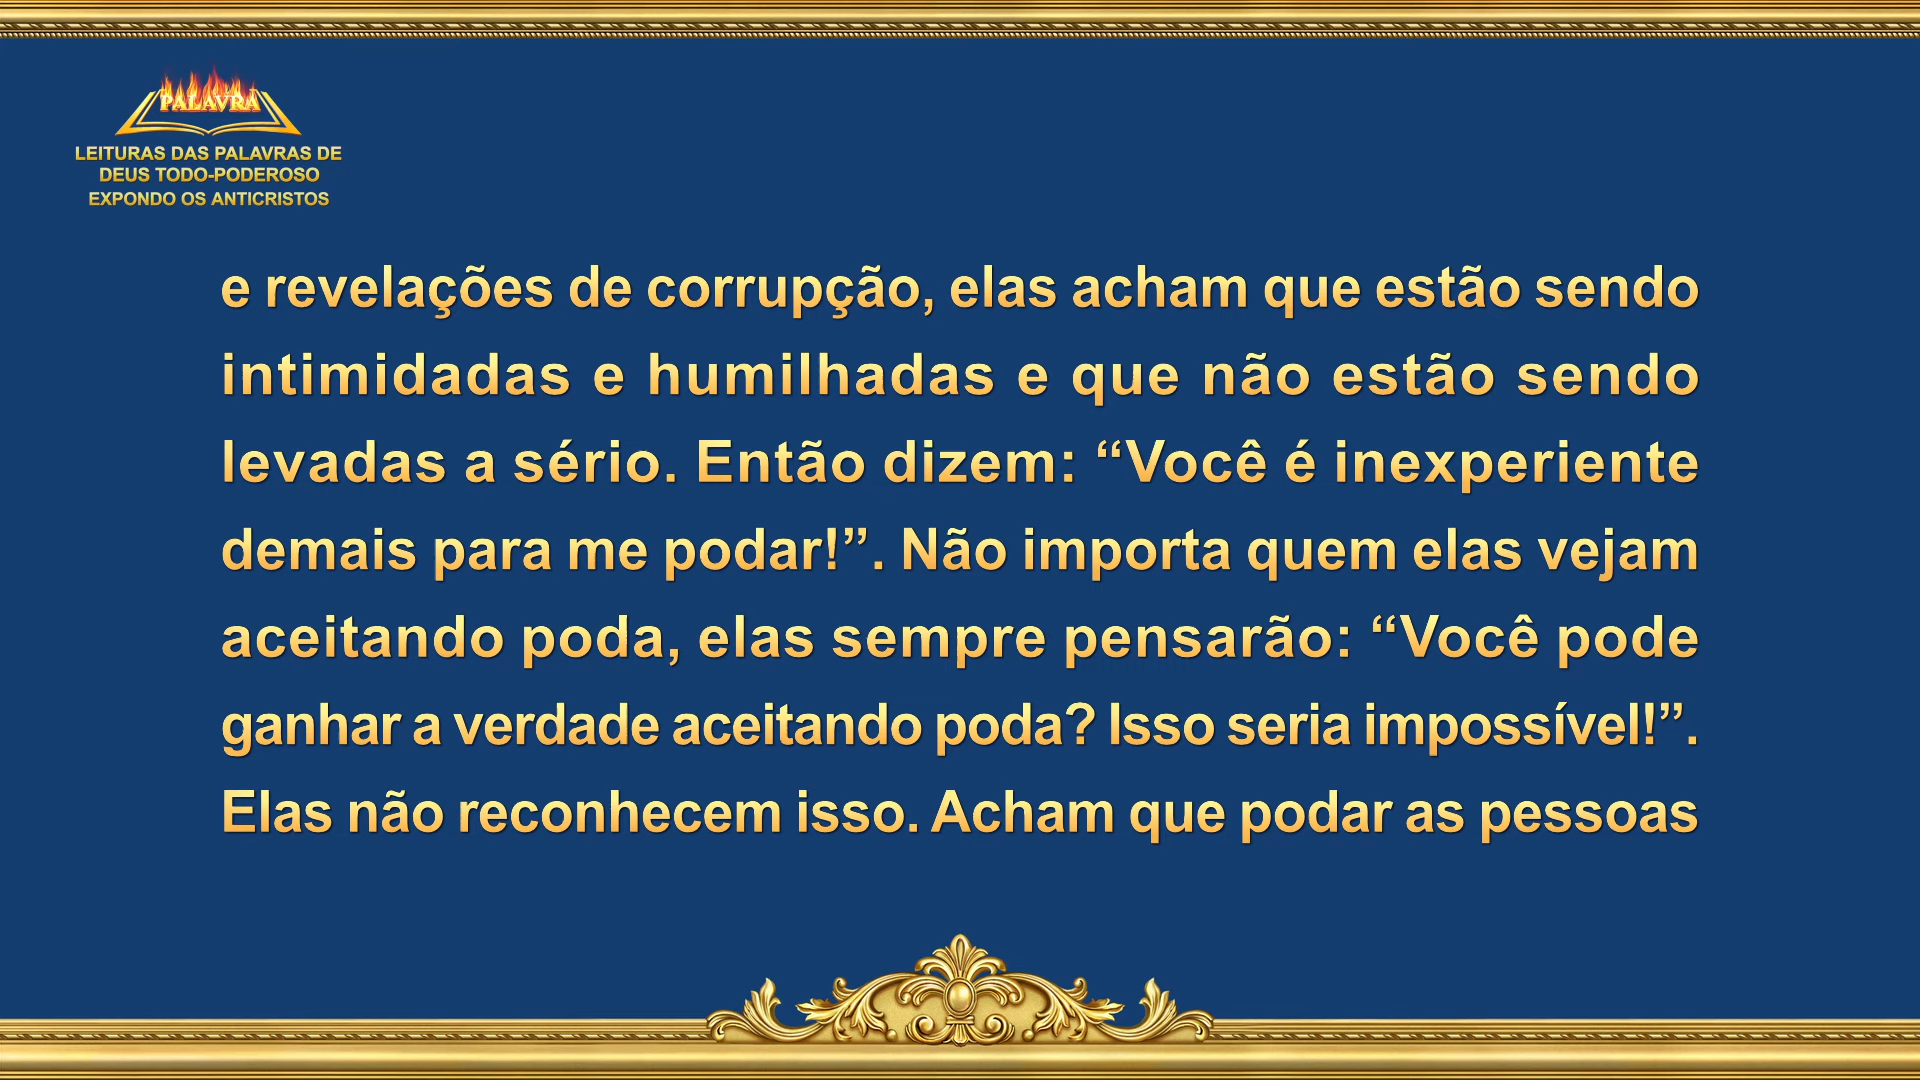 PALAVRA
LEITURAS DAS PALAVRAS DE
DEUS TODO-PODEROSO
EXPONDO OS ANTICRISTOS
e revelações de corrupção, elas acham que estão sendo
intimidadas e humilhadas e que não estão sendo
levadas a sério. Então dizem: “Você é inexperiente
demais para me podar!”. Não importa quem elas vejam
aceitando poda, elas sempre pensarão: “Você pode
ganhar a verdade aceitando poda? Isso seria impossível!”.
Elas não reconhecem isso. Acham que podar as pessoas